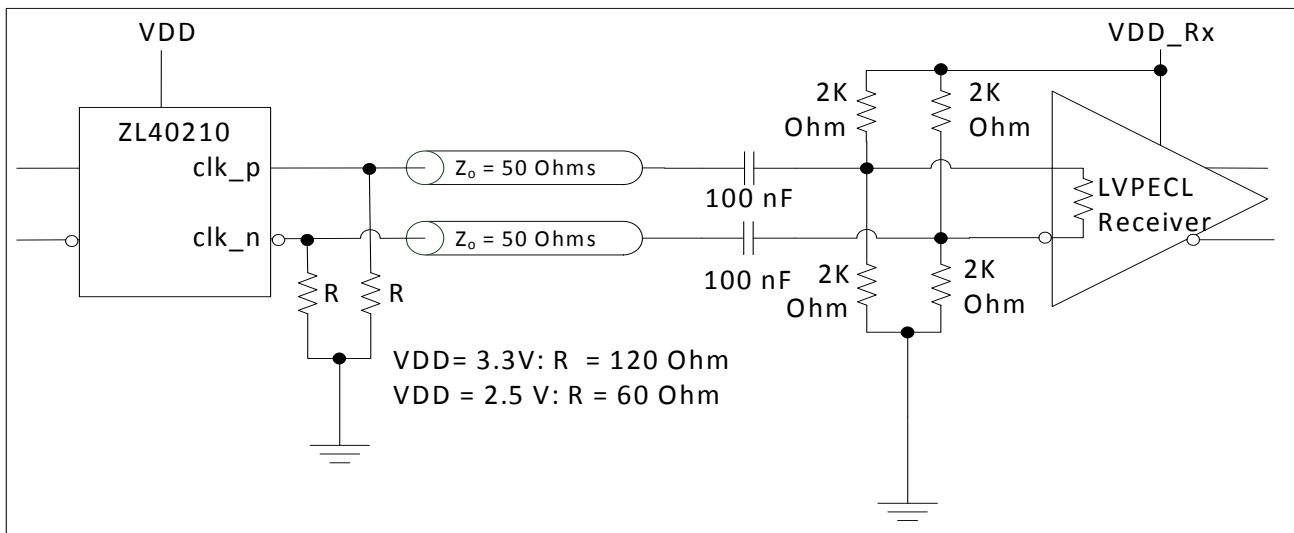 VDD
VDD_Rx
ZL40210
clk_p
clk_n
Zo = 50 Ohms
Zo = 50 Ohms
100 nF
100 nF
2K
Ohm
2K
Ohm
2K
Ohm
2K
Ohm
LVPECL
Receiver
R
R
VDD= 3.3V: R = 120 Ohm
VDD = 2.5 V: R = 60 Ohm